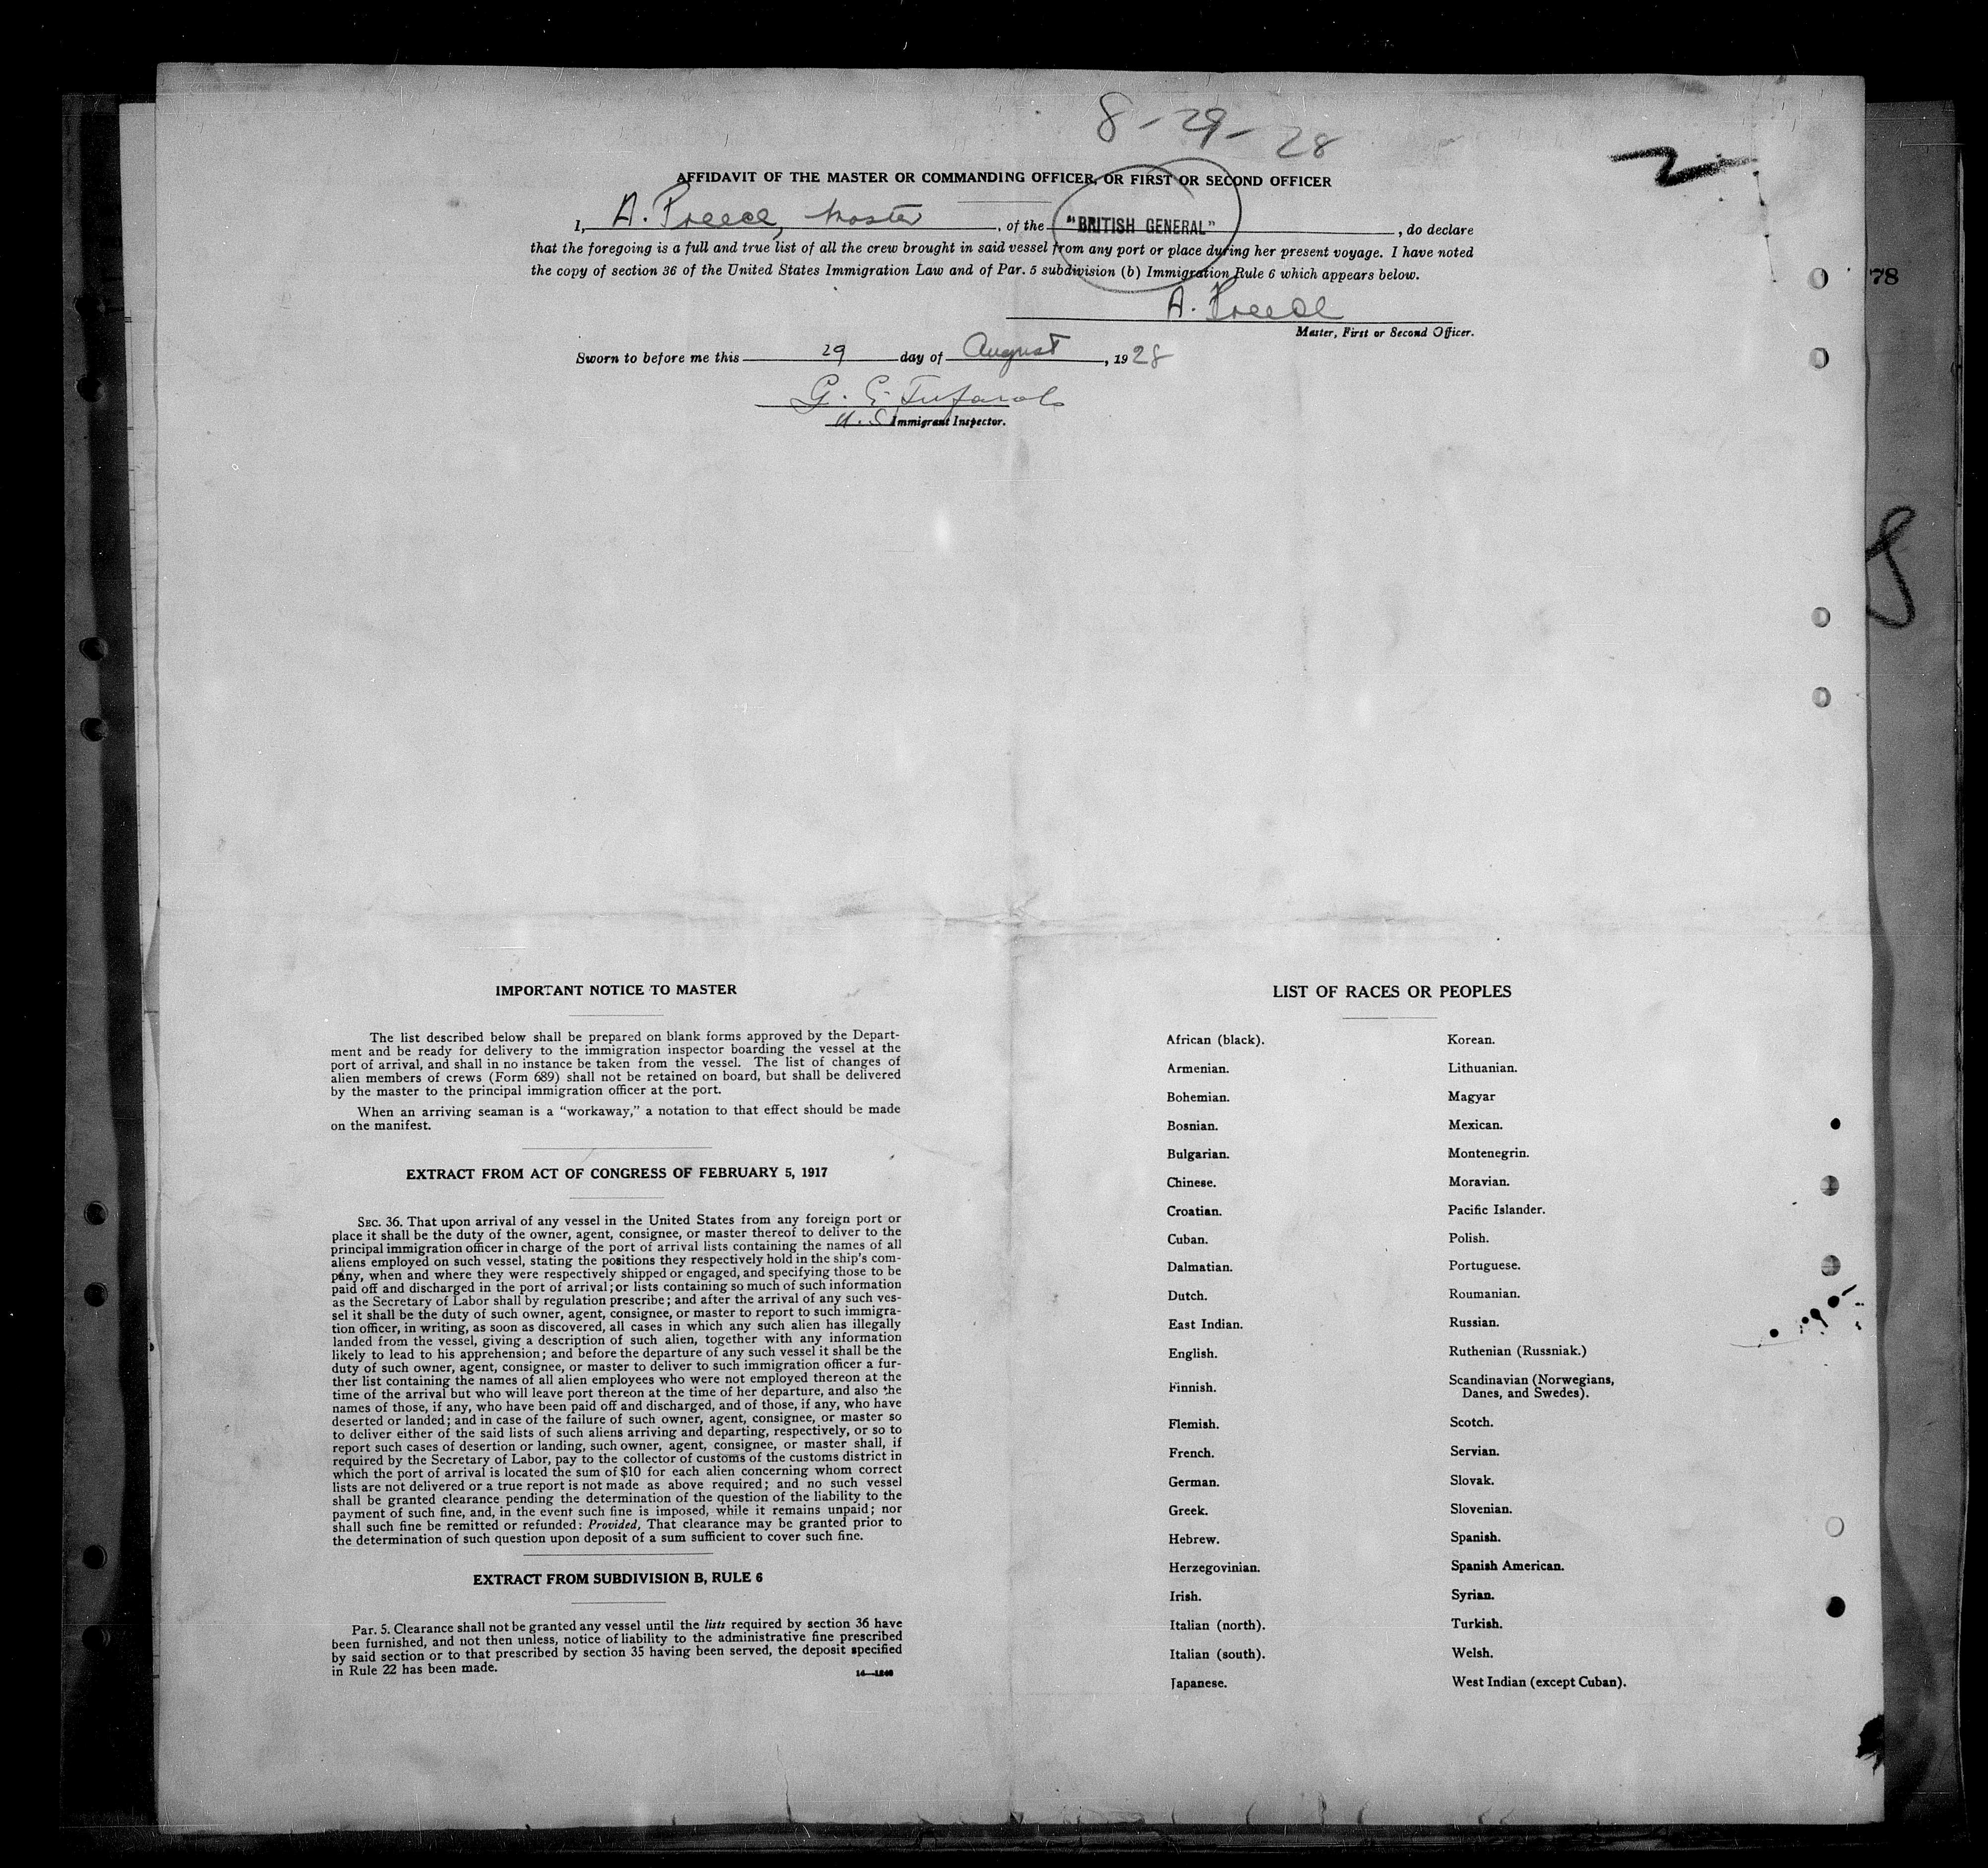 8-29-28
2
AFFIDAVIT OF THE MASTER OR COMMANDING OFFICER, OR FIRST OR SECOND OFFICER
I, A. Preece, Master, of the "BRITISH GENERAL", do declare
that the foregoing is a full and true list of all the crew brought in said vessel from any port or place during her present voyage. I have noted
the copy of section 36 of the United States Immigration Law and of Par. 5 subdivision (b) Immigration Rule 6 which appears below.
78
A. Preece
Master, First or Second Officer.
Sworn to before me this 29 day of August, 1928
G. E.
U.S. Immigrant Inspector.
8
IMPORTANT NOTICE TO MASTER
The list described below shall be prepared on blank forms approved by the Depart-
ment and be ready for delivery to the immigration inspector boarding the vessel at the
port of arrival, and shall in no instance be taken from the vessel. The list of changes of
alien members of crews (Form 689) shall not be retained on board, but shall be delivered
by the master to the principal immigration officer at the port.
When an arriving seaman is a "workaway," a notation to that effect should be made
on the manifest.
EXTRACT FROM ACT OF CONGRESS OF FEBRUARY 5, 1917
SEC. 36. That upon arrival of any vessel in the United States from any foreign port or
place it shall be the duty of the owner, agent, consignee, or master thereof to deliver to the
principal immigration officer in charge of the port of arrival lists containing the names of all
aliens employed on such vessel, stating the positions they respectively hold in the ship's com-
pany, when and where they were respectively shipped or engaged, and specifying those to be
paid off and discharged in the port of arrival; or lists containing so much of such information
as the Secretary of Labor shall by regulation prescribe; and after the arrival of any such ves-
sel it shall be the duty of such owner, agent, consignee, or master to report to such immigra-
tion officer, in writing, as soon as discovered, all cases in which any such alien has illegally
landed from the vessel, giving a description of such alien, together with any information
likely to lead to his apprehension; and before the departure of any such vessel it shall be the
duty of such owner, agent, consignee, or master to deliver to such immigration officer a fur-
ther list containing the names of all alien employees who were not employed thereon at the
time of the arrival but who will leave port thereon at the time of her departure, and also the
names of those, if any, who have been paid off and discharged, and of those, if any, who have
deserted or landed; and in case of the failure of such owner, agent, consignee, or master so
to deliver either of the said lists of such aliens arriving and departing, respectively, or so to
report such cases of desertion or landing, such owner, agent, consignee, or master shall, if
required by the Secretary of Labor, pay to the collector of customs of the customs district in
which the port of arrival is located the sum of $10 for each alien concerning whom correct
lists are not delivered or a true report is not made as above required; and no such vessel
shall be granted clearance pending the determination of the question of the liability to the
payment of such fine, and, in the event such fine is imposed, while it remains unpaid; nor
shall such fine be remitted or refunded: Provided, That clearance may be granted prior to
the determination of such question upon deposit of a sum sufficient to cover such fine.
EXTRACT FROM SUBDIVISION B, RULE 6
Par. 5. Clearance shall not be granted any vessel until the lists required by section 36 have
been furnished, and not then unless, notice of liability to the administrative fine prescribed
by said section or to that prescribed by section 35 having been served, the deposit specified
in Rule 22 has been made.
LIST OF RACES OR PEOPLES
African (black).
Armenian.
Bohemian.
Bosnian.
Bulgarian.
Chinese.
Croatian.
Cuban.
Dalmatian.
Dutch.
East Indian.
English.
Finnish.
Flemish.
French.
German.
Greek.
Hebrew.
Herzegovinian.
Irish.
Italian (north).
Italian (south).
Japanese.
Korean.
Lithuanian.
Magyar
Mexican.
Montenegrin.
Moravian.
Pacific Islander.
Polish.
Portuguese.
Roumanian.
Russian.
Ruthenian (Russniak.)
Scandinavian (Norwegians,
Danes, and Swedes).
Scotch.
Servian.
Slovak.
Slovenian.
Spanish.
Spanish American.
Syrian.
Turkish.
Welsh.
West Indian (except Cuban).